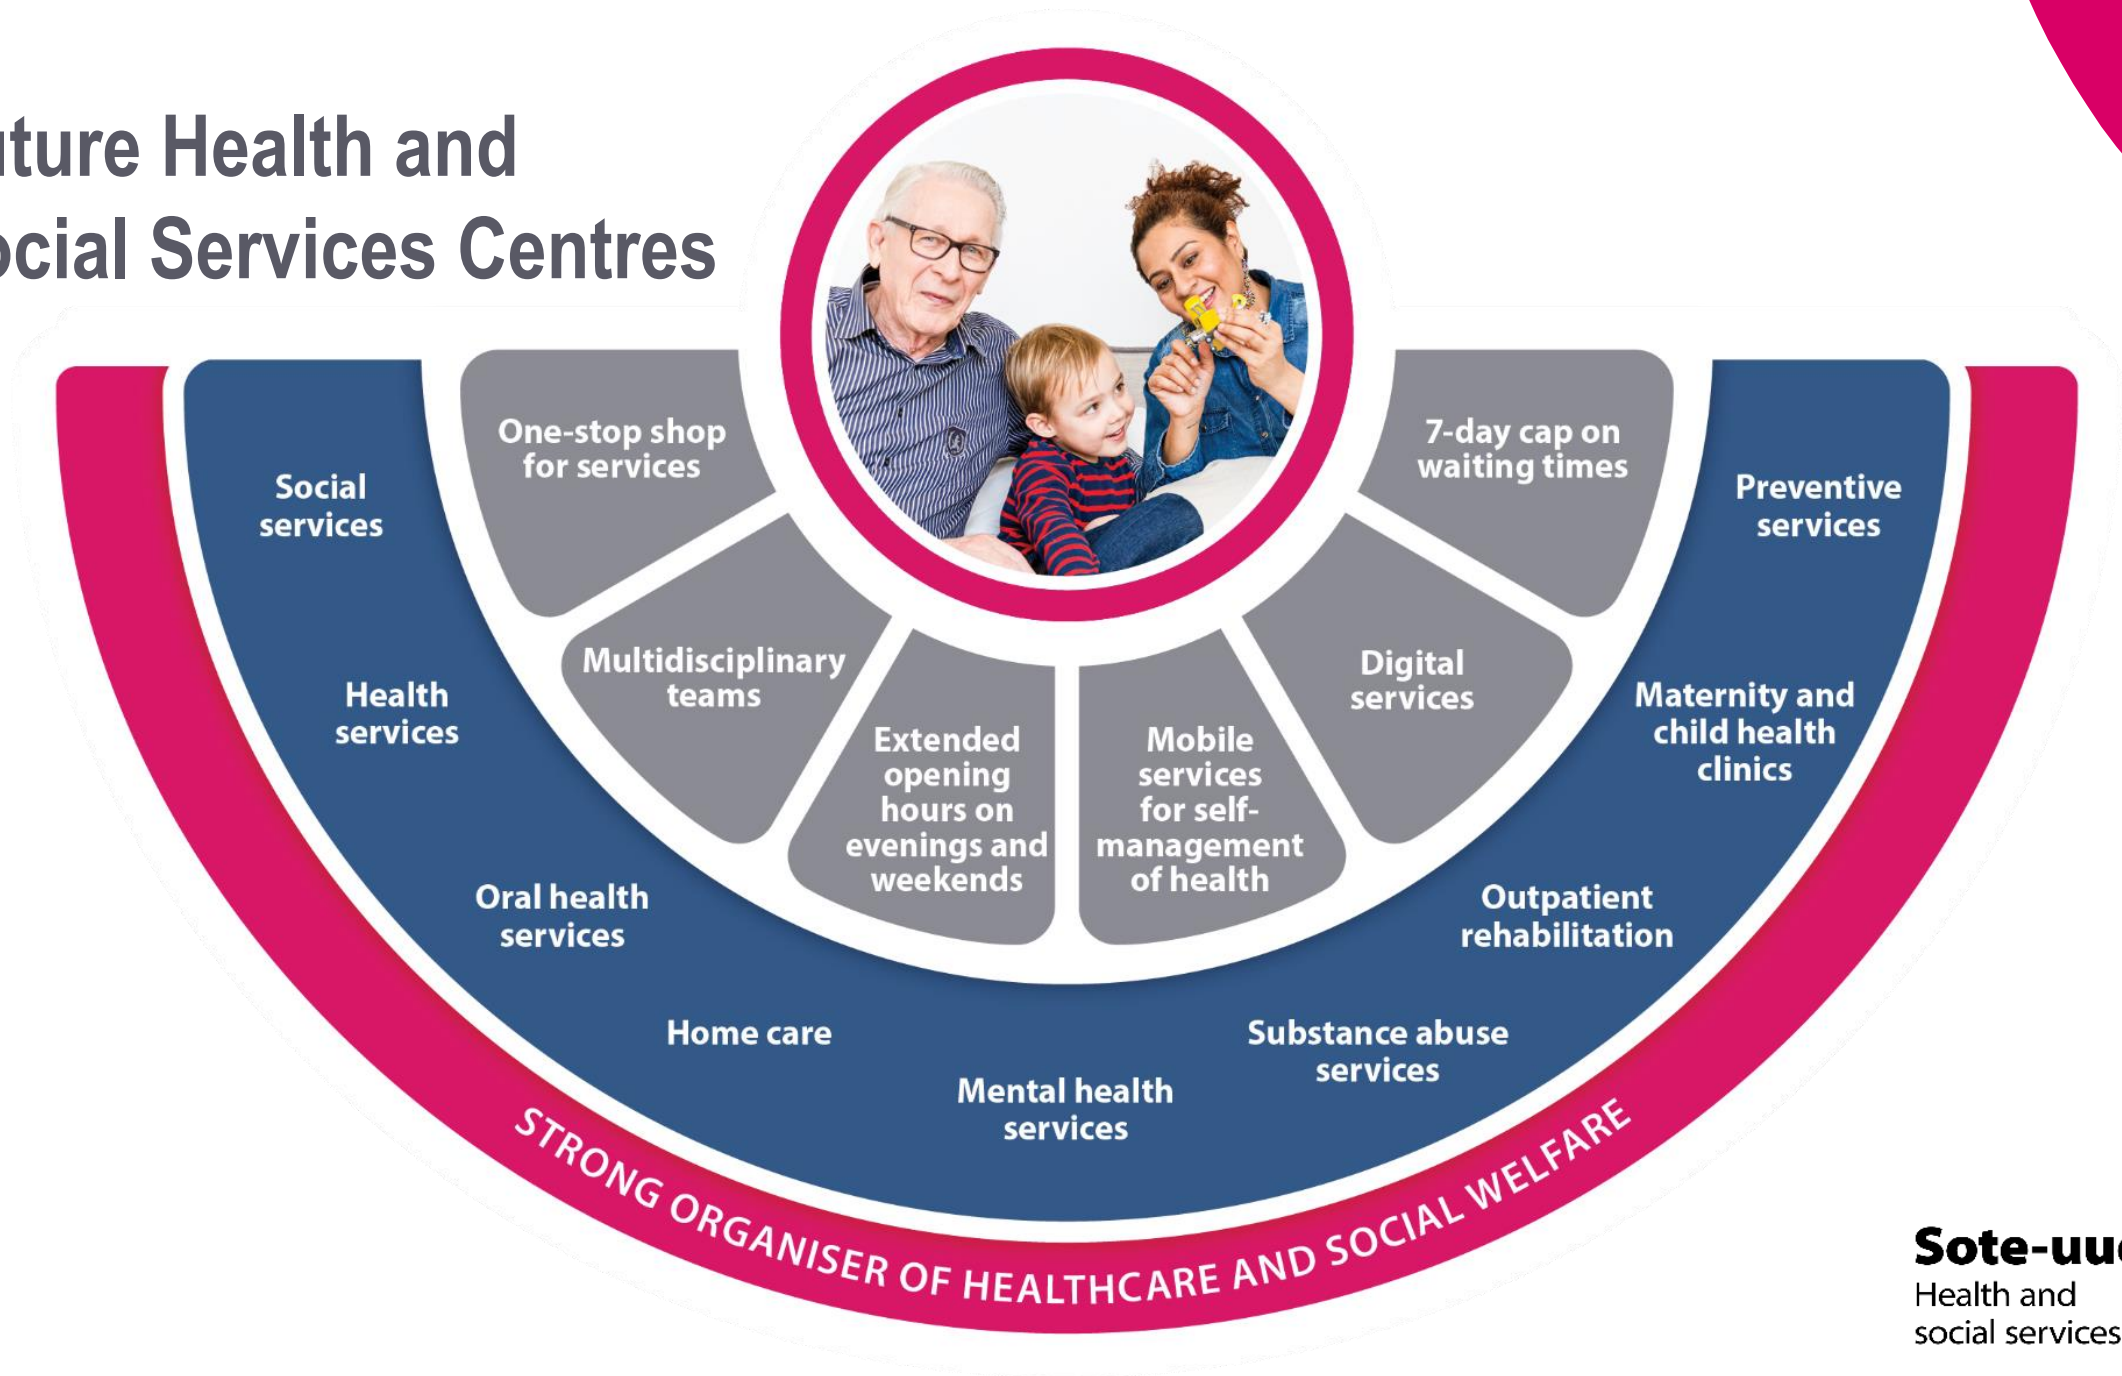 uture Health and
ocial Services Centres
One-stop shop
for services
Multidisciplinary
teams
Extended
opening
hours on
evenings and
weekends
Mobile
services
for self-
management
of health
Digital
services
7-day cap on
waiting times
Social
services
Health
services
Oral health
services
Home care
Mental health
services
Substance abuse
services
Outpatient
rehabilitation
Maternity and
child health
clinics
Preventive
services
STRONG ORGANISER OF HEALTHCARE AND SOCIAL WELFARE
Sote-uud
Health and
social services